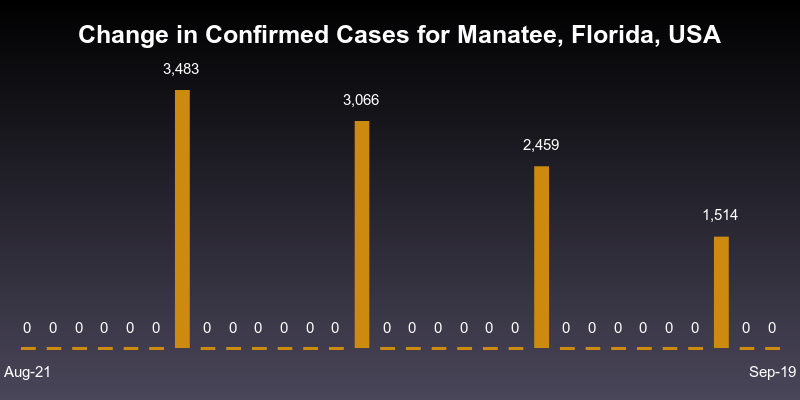 Change in Confirmed Cases for Manatee, Florida, USA
3,483
3,066
2,459
1,514
0 0 0 0 0 0 0 0 0 0 0 0 0 0 0 0 0 0 0 0 0 0 0 0 0 0
Aug-21 Sep-19